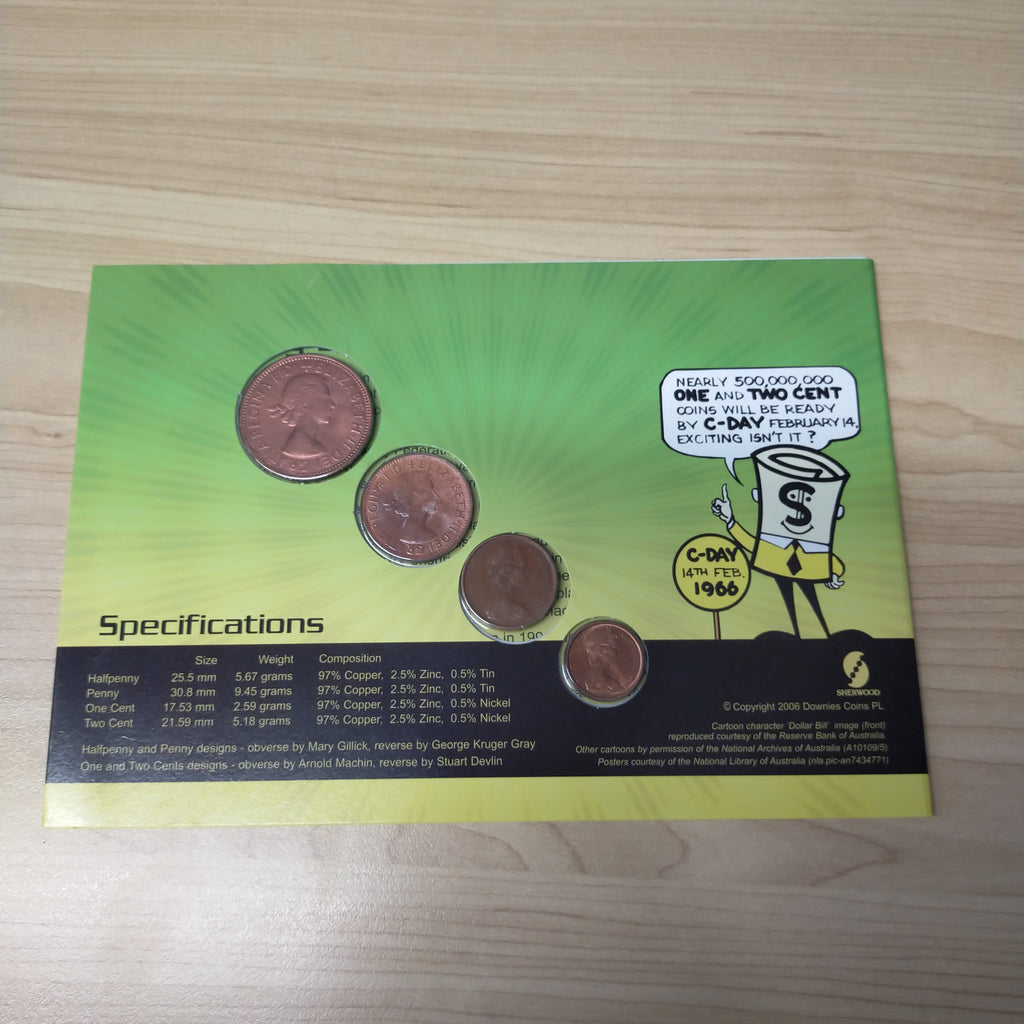 NEARLY 500,000,000
ONE AND TWO CENT
COINS WILL BE READY
BY C-DAY FEBRUARY 14.
EXCITING ISN'T IT ?
$
C-DAY
14TH FEB.
1966
Specifications
Size Weight Composition
Halfpenny 25.5 mm 5.67 grams 97% Copper, 2.5% Zinc, 0.5% Tin
Penny 30.8 mm 9.45 grams 97% Copper, 2.5% Zinc, 0.5% Tin
One Cent 17.53 mm 2.59 grams 97% Copper, 2.5% Zinc, 0.5% Nickel
Two Cent 21.59 mm 5.18 grams 97% Copper, 2.5% Zinc, 0.5% Nickel
Halfpenny and Penny designs - obverse by Mary Gillick, reverse by George Kruger Gray
One and Two Cents designs - obverse by Arnold Machin, reverse by Stuart Devlin
SHERWOOD
© Copyright 2006 Downies Coins PL
Cartoon character 'Dollar Bill' image (front)
reproduced courtesy of the Reserve Bank of Australia.
Other cartoons by permission of the National Archives of Australia (A10109/5)
Posters courtesy of the National Library of Australia (nla.pic-an7434771)